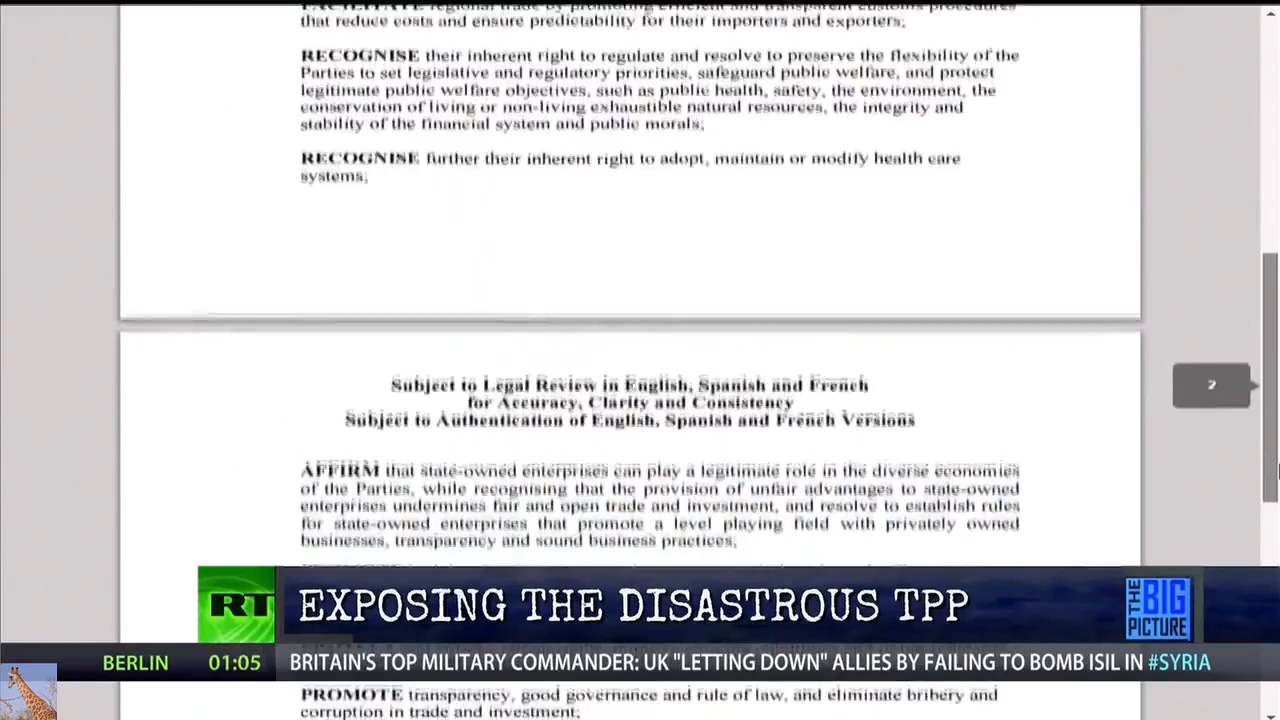 FACILITATE regional trade by promoting efficient and transparent customs procedures
that reduce costs and ensure predictability for their importers and exporters;
RECOGNISE their inherent right to regulate and resolve to preserve the flexibility of the
Parties to set legislative and regulatory priorities, safeguard public welfare, and protect
legitimate public welfare objectives, such as public health, safety, the environment, the
conservation of living or non-living exhaustible natural resources, the integrity and
stability of the financial system and public morals;
RECOGNISE further their inherent right to adopt, maintain or modify health care
systems;
2
Subject to Legal Review in English, Spanish and French
for Accuracy, Clarity and Consistency
Subject to Authentication of English, Spanish and French Versions
AFFIRM that state-owned enterprises can play a legitimate role in the diverse economies
of the Parties, while recognising that the provision of unfair advantages to state-owned
enterprises undermines fair and open trade and investment, and resolve to establish rules
for state-owned enterprises that promote a level playing field with privately owned
businesses, transparency and sound business practices;
RT
EXPOSING THE DISASTROUS TPP
THE BIG PICTURE
BERLIN 01:05 BRITAIN'S TOP MILITARY COMMANDER: UK "LETTING DOWN" ALLIES BY FAILING TO BOMB ISIL IN #SYRIA
PROMOTE transparency, good governance and rule of law, and eliminate bribery and
corruption in trade and investment;